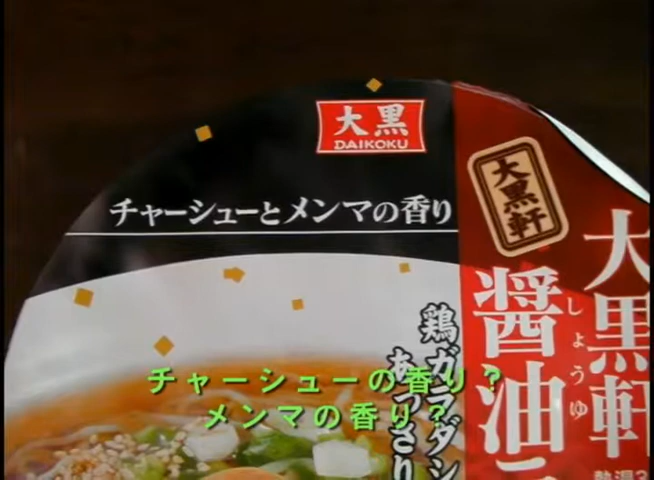 大黒
DAIKOKU
チャーシューとメンマの香り
大黒軒
大黒軒
醤油
しょうゆ
鶏ガラダシ
あっさり
チャーシューの香り?
メンマの香り?